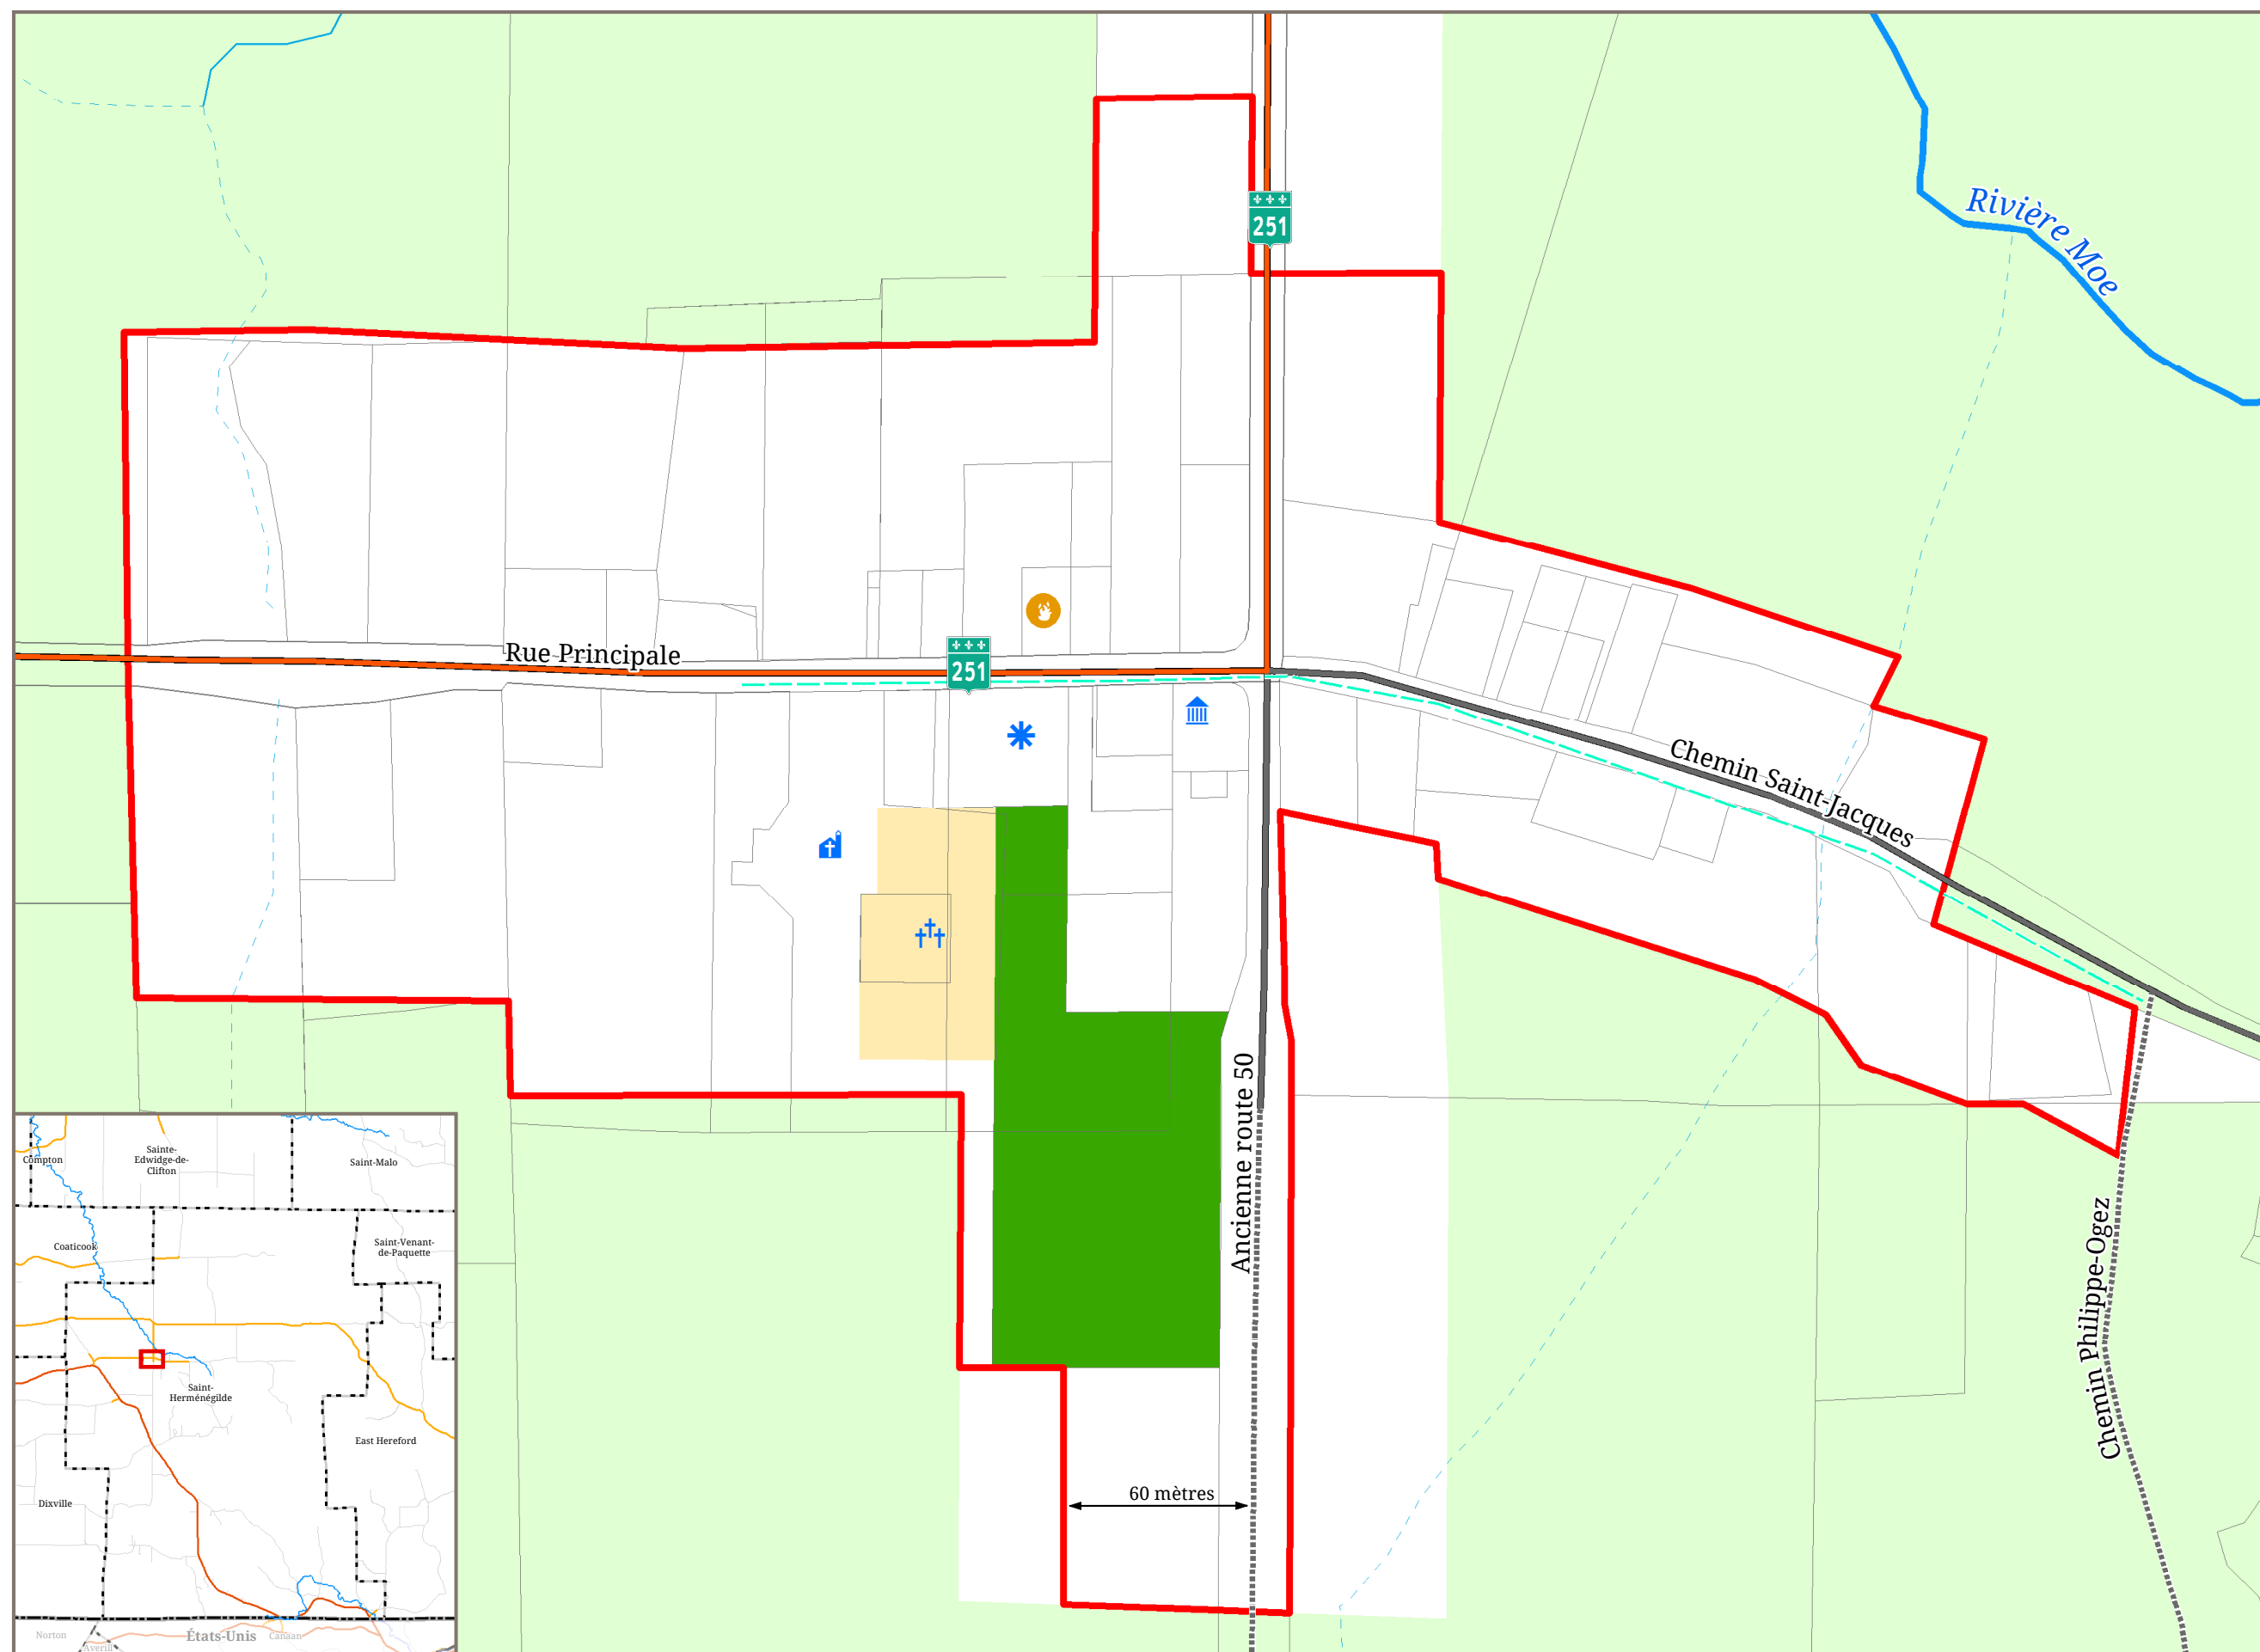 251
Rivière Moe
Rue Principale
251
Chemin Saint-Jacques
Ancienne route 50
Chemin Philippe-Ogez
60 mètres
Compton
Sainte-
Edwidge-de-
Clifton
Saint-Malo
Coaticook
Saint-Venant-
de-Paquette
Saint-
Herménégilde
East Hereford
Dixville
Norton
États-Unis
Canaan
Averill